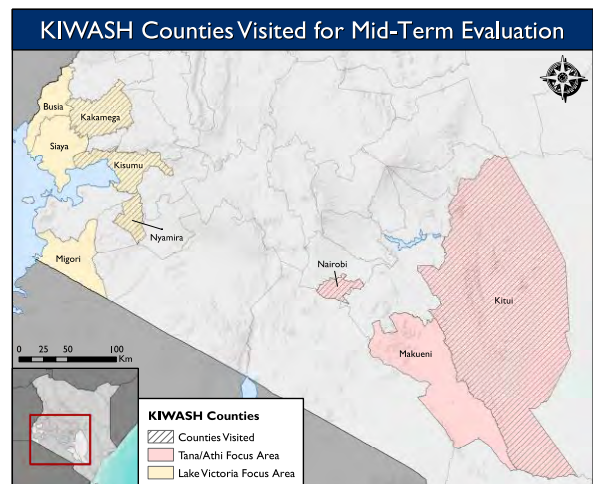 KIWASH Counties Visited for Mid-Term Evaluation
Busia
Kakamega
Siaya
Kisumu
Nyamira
Migori
Nairobi
Kitui
Makueni
0 25 50 100
Km
KIWASH Counties
Counties Visited
Tana/Athi Focus Area
Lake Victoria Focus Area